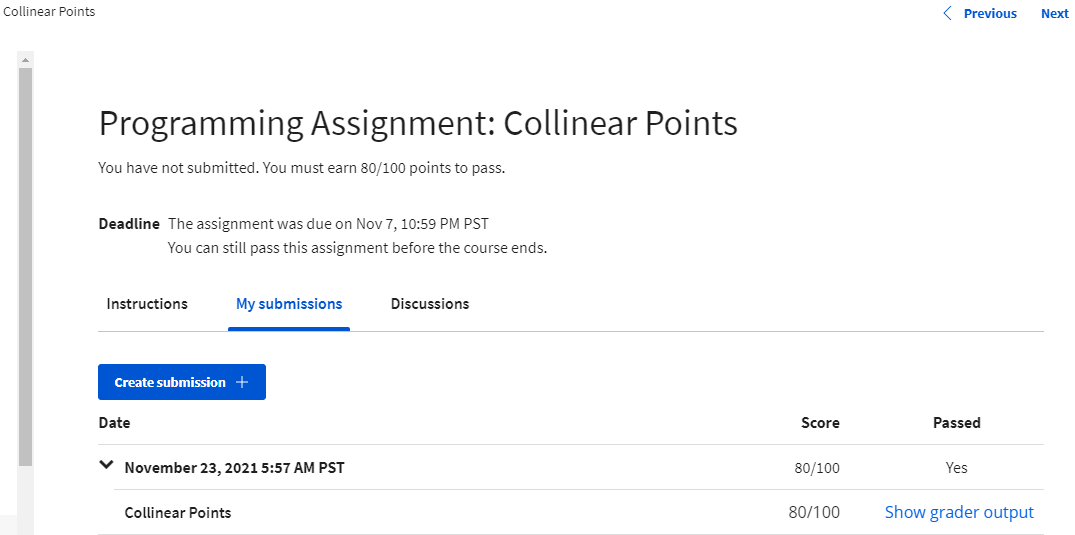 Collinear Points
Previous Next
Programming Assignment: Collinear Points
You have not submitted. You must earn 80/100 points to pass.
Deadline The assignment was due on Nov 7, 10:59 PM PST
You can still pass this assignment before the course ends.
Instructions My submissions Discussions
Create submission +
Date Score Passed
November 23, 2021 5:57 AM PST 80/100 Yes
Collinear Points 80/100 Show grader output